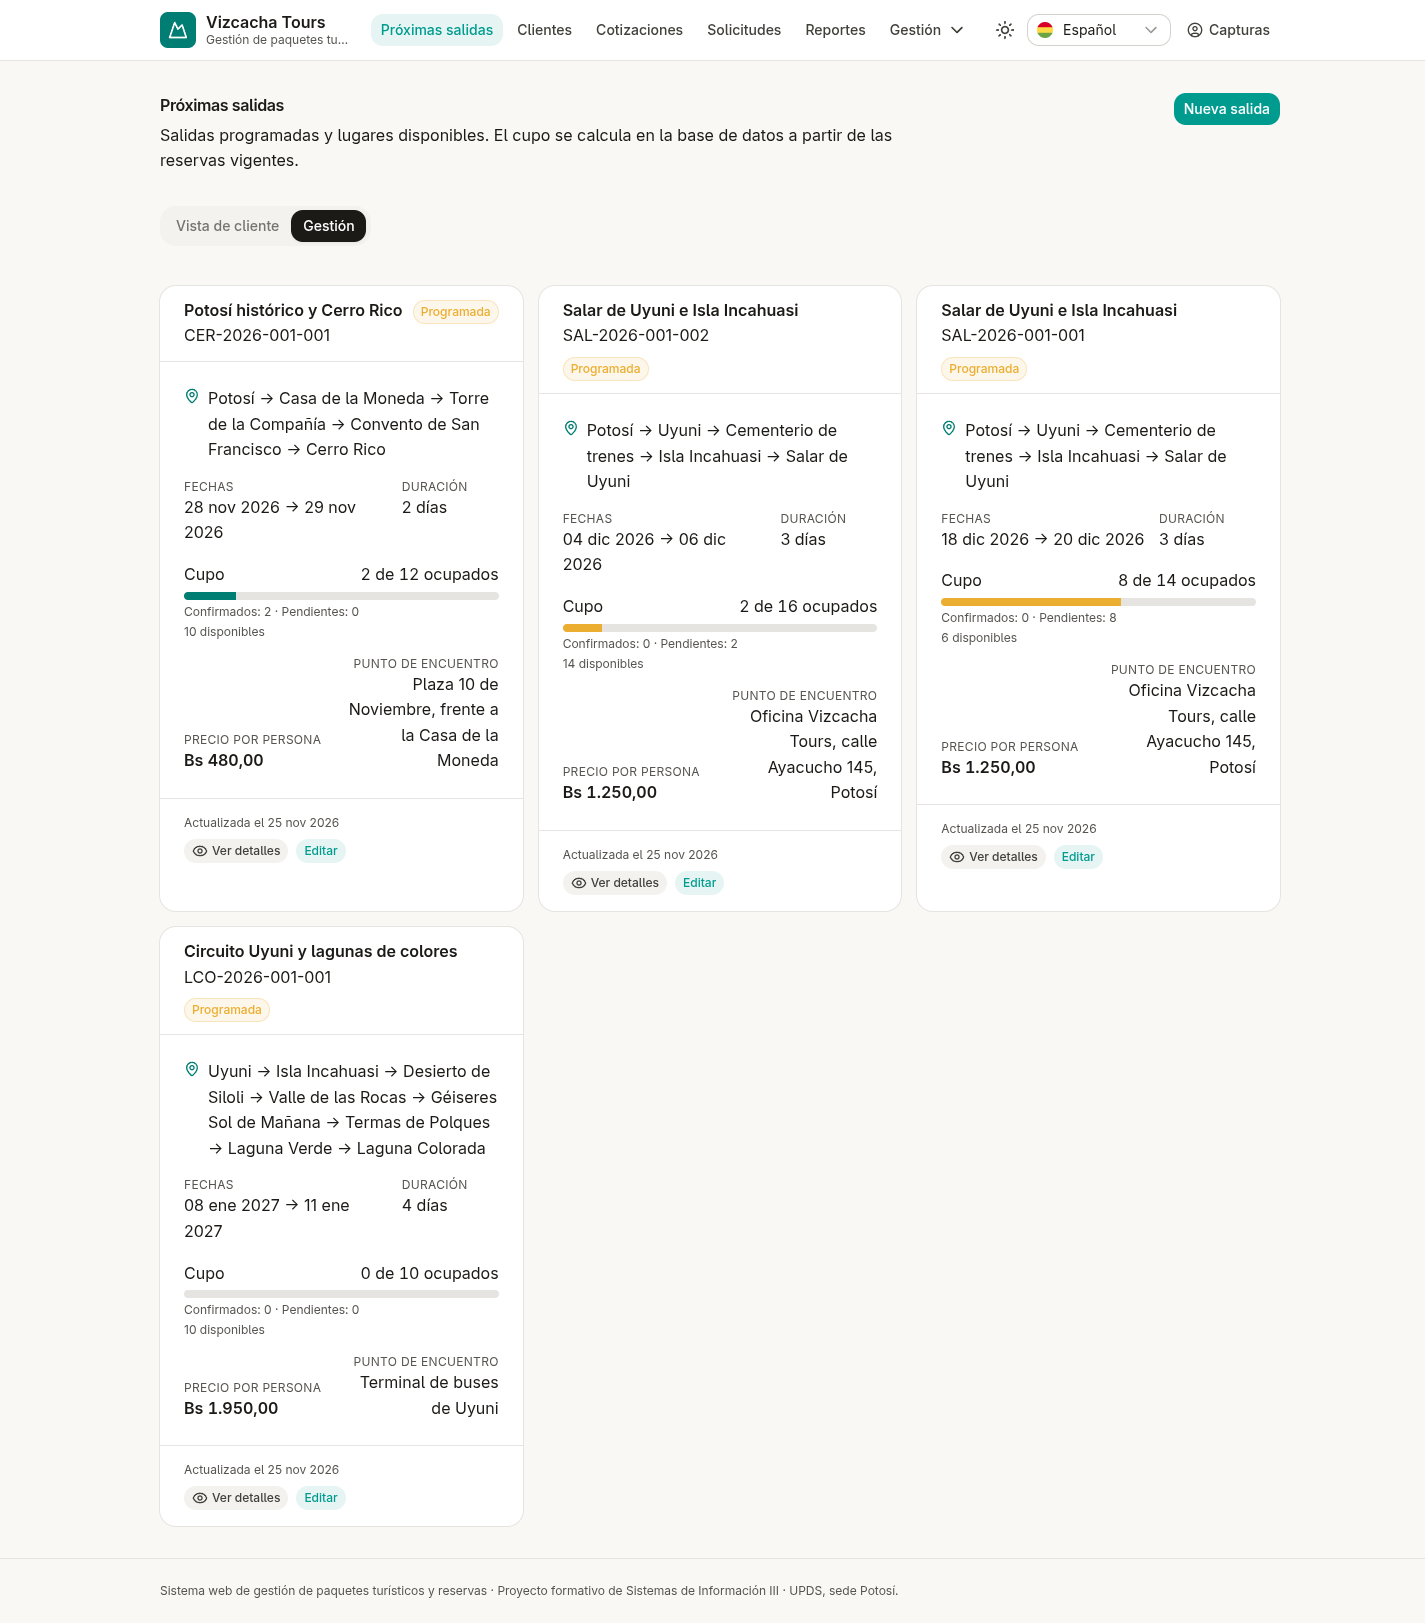 Vizcacha Tours
Gestión de paquetes tu...
Próximas salidas
Clientes
Cotizaciones
Solicitudes
Reportes
Gestión
Español
Capturas
Próximas salidas
Nueva salida
Salidas programadas y lugares disponibles. El cupo se calcula en la base de datos a partir de las
reservas vigentes.
Vista de cliente
Gestión
Potosí histórico y Cerro Rico
Programada
CER-2026-001-001
Potosí → Casa de la Moneda → Torre
de la Compañía → Convento de San
Francisco → Cerro Rico
FECHAS
28 nov 2026 → 29 nov
2026
DURACIÓN
2 días
Cupo
2 de 12 ocupados
Confirmados: 2 · Pendientes: 0
10 disponibles
PRECIO POR PERSONA
Bs 480,00
PUNTO DE ENCUENTRO
Plaza 10 de
Noviembre, frente a
la Casa de la
Moneda
Actualizada el 25 nov 2026
Ver detalles
Editar
Salar de Uyuni e Isla Incahuasi
SAL-2026-001-002
Programada
Potosí → Uyuni → Cementerio de
trenes → Isla Incahuasi → Salar de
Uyuni
FECHAS
04 dic 2026 → 06 dic
2026
DURACIÓN
3 días
Cupo
2 de 16 ocupados
Confirmados: 0 · Pendientes: 2
14 disponibles
PRECIO POR PERSONA
Bs 1.250,00
PUNTO DE ENCUENTRO
Oficina Vizcacha
Tours, calle
Ayacucho 145,
Potosí
Actualizada el 25 nov 2026
Ver detalles
Editar
Salar de Uyuni e Isla Incahuasi
SAL-2026-001-001
Programada
Potosí → Uyuni → Cementerio de
trenes → Isla Incahuasi → Salar de
Uyuni
FECHAS
18 dic 2026 → 20 dic 2026
DURACIÓN
3 días
Cupo
8 de 14 ocupados
Confirmados: 0 · Pendientes: 8
6 disponibles
PRECIO POR PERSONA
Bs 1.250,00
PUNTO DE ENCUENTRO
Oficina Vizcacha
Tours, calle
Ayacucho 145,
Potosí
Actualizada el 25 nov 2026
Ver detalles
Editar
Circuito Uyuni y lagunas de colores
LCO-2026-001-001
Programada
Uyuni → Isla Incahuasi → Desierto de
Siloli → Valle de las Rocas → Géiseres
Sol de Mañana → Termas de Polques
→ Laguna Verde → Laguna Colorada
FECHAS
08 ene 2027 → 11 ene
2027
DURACIÓN
4 días
Cupo
0 de 10 ocupados
Confirmados: 0 · Pendientes: 0
10 disponibles
PRECIO POR PERSONA
Bs 1.950,00
PUNTO DE ENCUENTRO
Terminal de buses
de Uyuni
Actualizada el 25 nov 2026
Ver detalles
Editar
Sistema web de gestión de paquetes turísticos y reservas · Proyecto formativo de Sistemas de Información III · UPDS, sede Potosí.